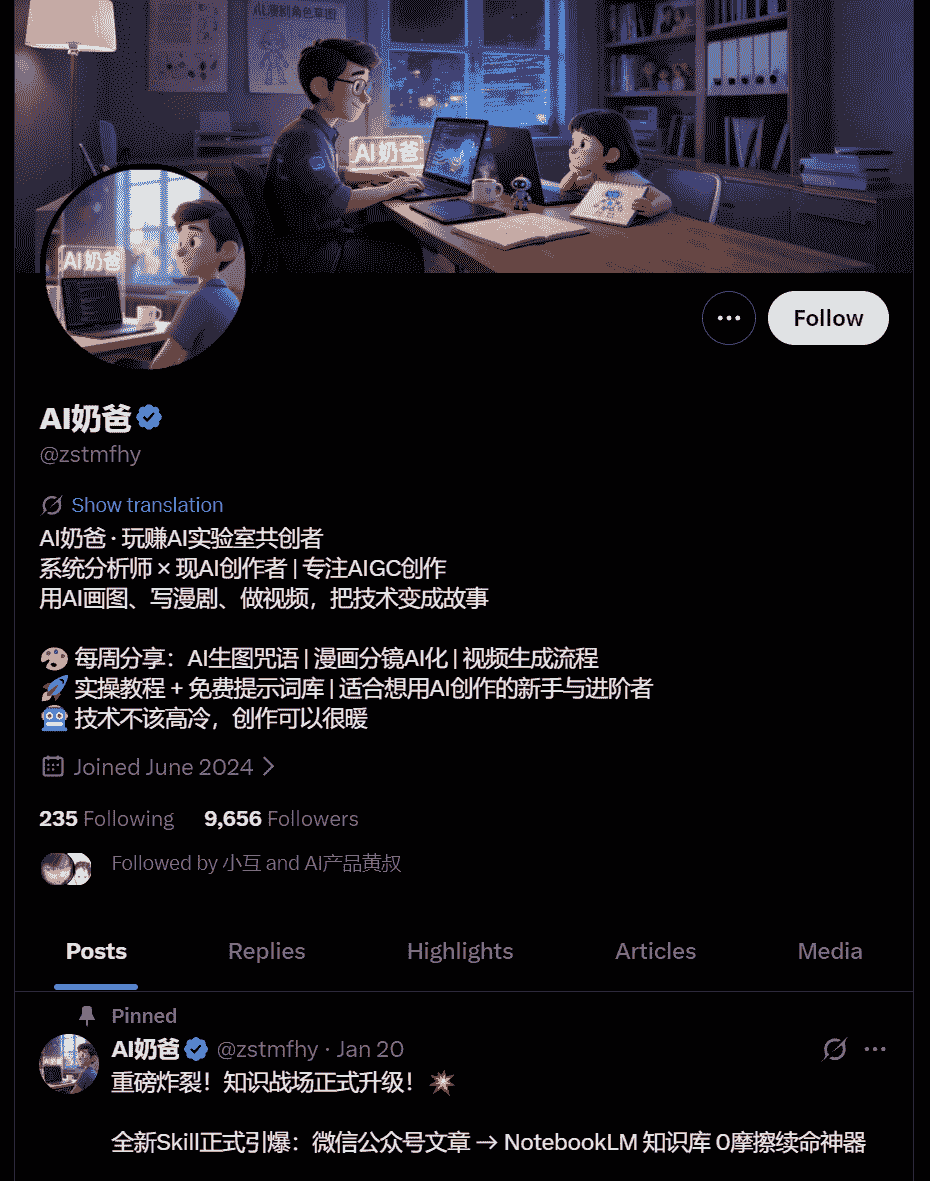 AI漫剧角色草图
AI奶爸
AI奶爸
Follow
AI奶爸
@zstmfhy
Show translation
AI奶爸 · 玩赚AI实验室共创者
系统分析师 × 现AI创作者 | 专注AIGC创作
用AI画图、写漫剧、做视频，把技术变成故事
🎨 每周分享：AI生图咒语 | 漫画分镜AI化 | 视频生成流程
🚀 实操教程 + 免费提示词库 | 适合想用AI创作的新手与进阶者
🤖 技术不该高冷，创作可以很暖
Joined June 2024
235 Following 9,656 Followers
Followed by 小互 and AI产品黄叔
Posts Replies Highlights Articles Media
Pinned
AI奶爸 @zstmfhy · Jan 20
重磅炸裂！知识战场正式升级！💥
全新Skill正式引爆：微信公众号文章 → NotebookLM 知识库 0摩擦续命神器